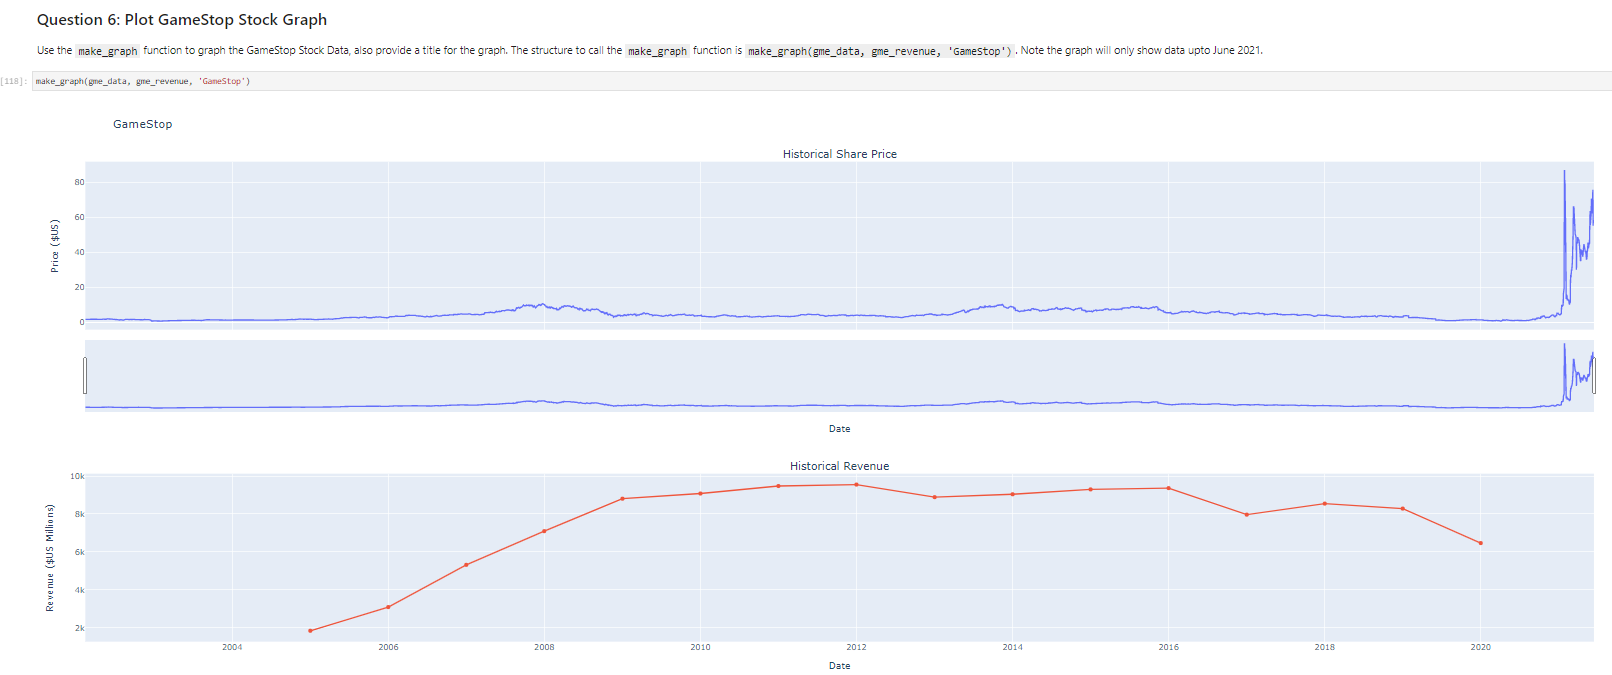 Question 6: Plot GameStop Stock Graph
Use the make_graph function to graph the GameStop Stock Data, also provide a title for the graph. The structure to call the make_graph function is make_graph(gme_data, gme_revenue, 'GameStop') . Note the graph will only show data upto June 2021.
[118]: make_graph(gme_data, gme_revenue, 'GameStop')
GameStop
Historical Share Price
Price ($US)
80
60
40
20
0
Date
Historical Revenue
Revenue ($US Millions)
10k
8k
6k
4k
2k
2004 2006 2008 2010 2012 2014 2016 2018 2020
Date